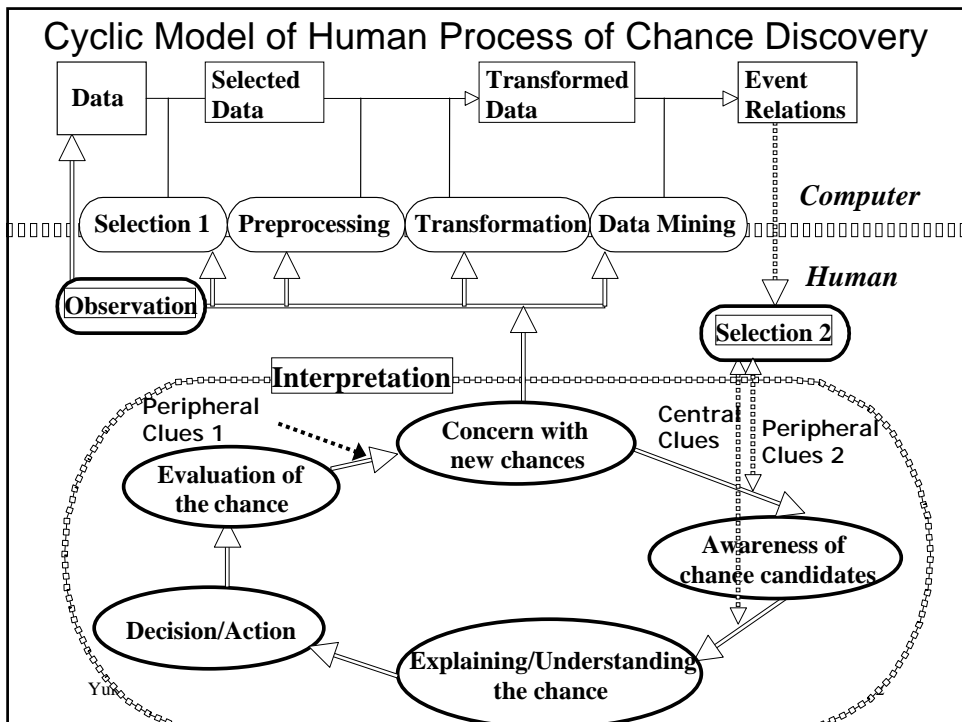 Cyclic Model of Human Process of Chance Discovery
Data
Selected
Data
Transformed
Data
Event
Relations
Computer
Selection 1
Preprocessing
Transformation
Data Mining
Human
Observation
Selection 2
Interpretation
Peripheral
Clues 1
Concern with
new chances
Central
Clues
Peripheral
Clues 2
Evaluation of
the chance
Awareness of
chance candidates
Decision/Action
Explaining/Understanding
the chance